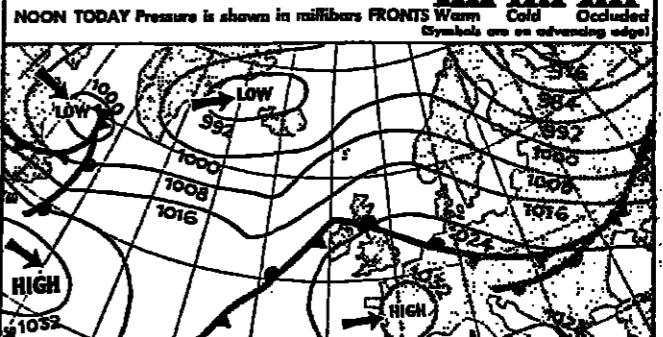 NOON TODAY Pressure is shown in millibars FRONTS Warm Cold Occluded
(Symbols are on advancing edge)
976
984
LOW 1000
LOW
992
992
1000
1000
1008
1008
1016
1016
1024
HIGH
1032
HIGH